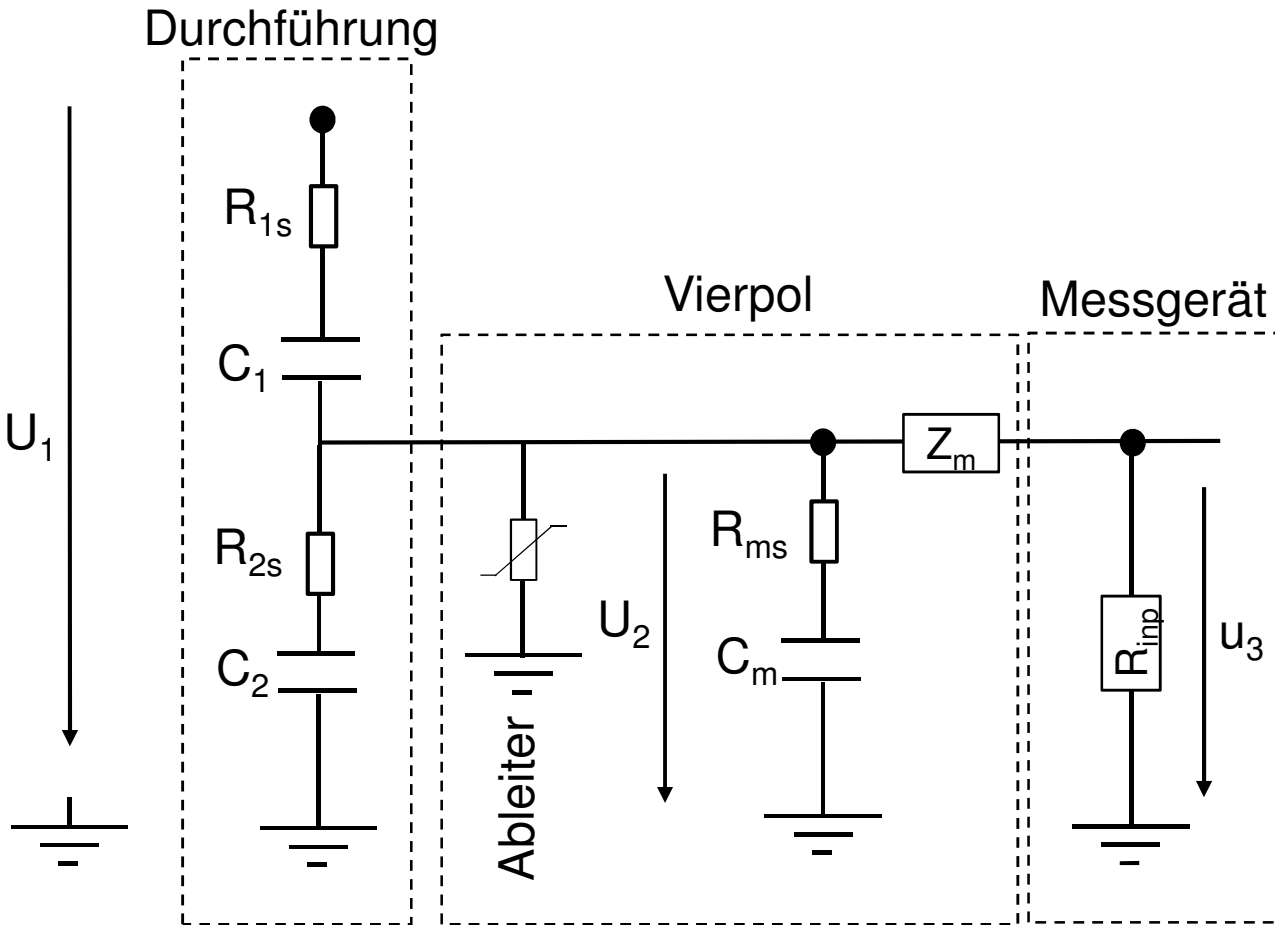 Durchführung
R1s
Vierpol
Messgerät
C1
U1
Zm
R2s
Rms
U2
C2
Cm
Rinp
u3
Ableiter